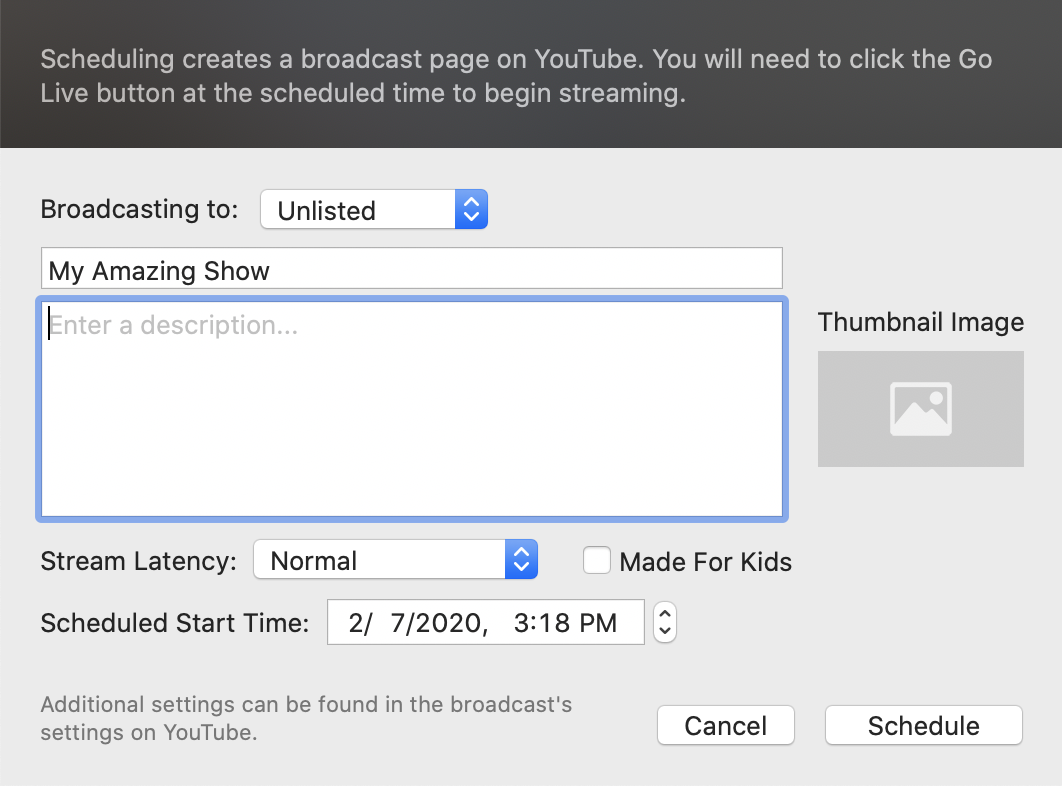 Scheduling creates a broadcast page on YouTube. You will need to click the Go
Live button at the scheduled time to begin streaming.
Broadcasting to: Unlisted
My Amazing Show
Enter a description...
Thumbnail Image
Stream Latency: Normal Made For Kids
Scheduled Start Time: 2/ 7/2020, 3:18 PM
Additional settings can be found in the broadcast's
settings on YouTube.
Cancel Schedule